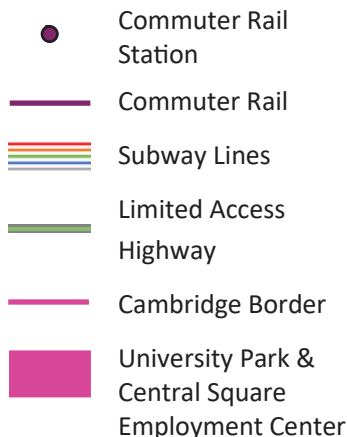 Commuter Rail
Station
Commuter Rail
Subway Lines
Limited Access
Highway
Cambridge Border
University Park &
Central Square
Employment Center